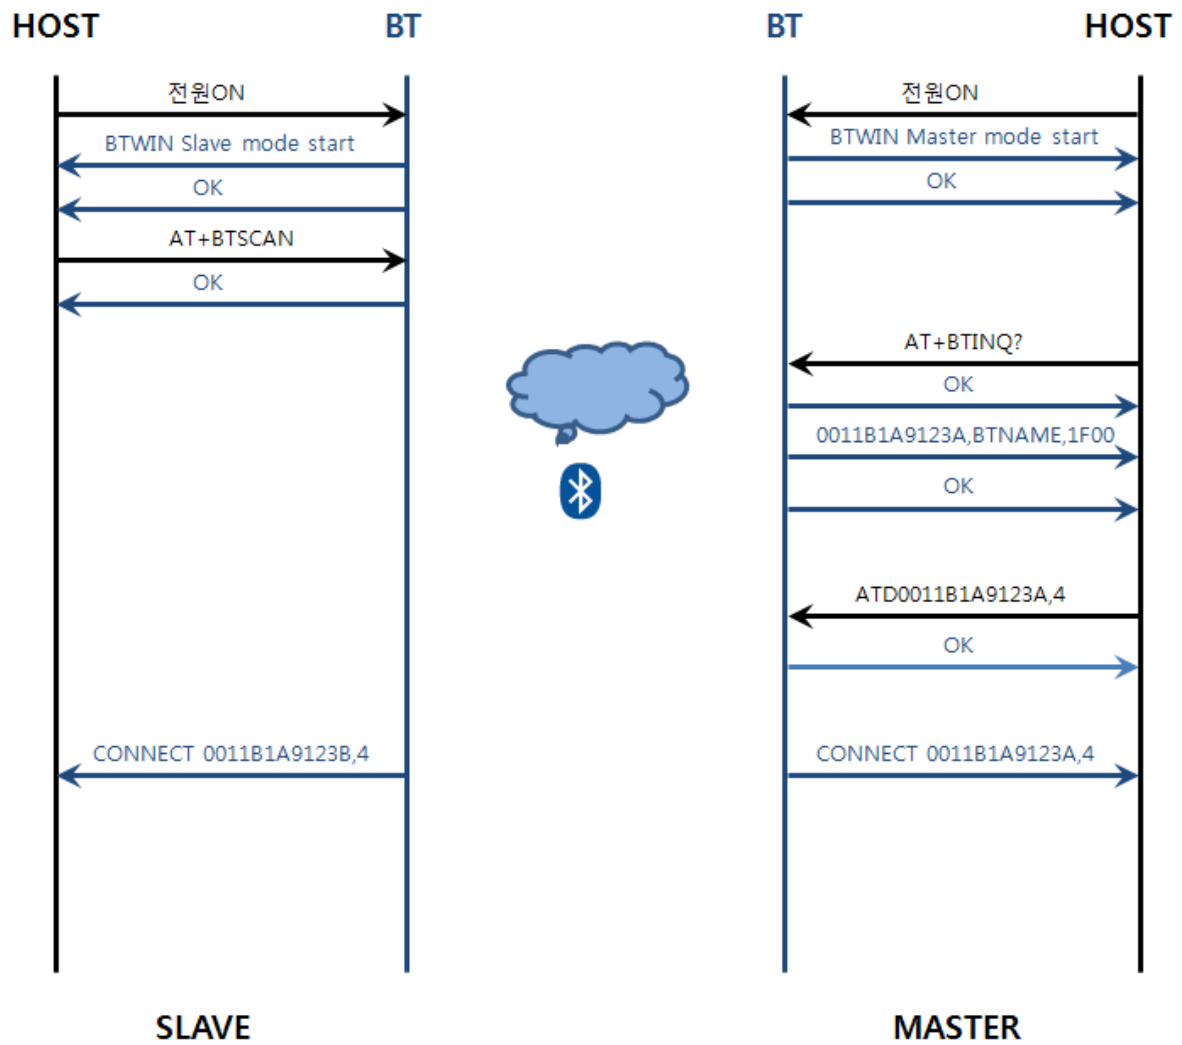 HOST
BT
BT
HOST
전원ON
BTWIN Slave mode start
OK
AT+BTSCAN
OK
CONNECT 0011B1A9123B,4
전원ON
BTWIN Master mode start
OK
AT+BTINQ?
OK
0011B1A9123A,BTNAME,1F00
OK
ATD0011B1A9123A,4
OK
CONNECT 0011B1A9123A,4
SLAVE
MASTER